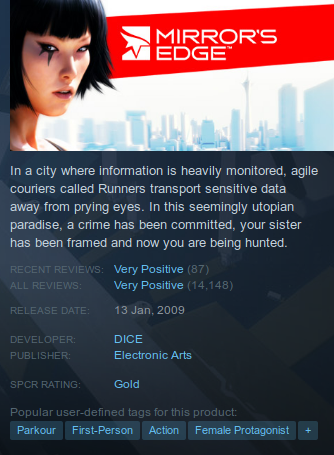 MIRROR'S
EDGE™
In a city where information is heavily monitored, agile
couriers called Runners transport sensitive data
away from prying eyes. In this seemingly utopian
paradise, a crime has been committed, your sister
has been framed and now you are being hunted.
RECENT REVIEWS: Very Positive (87)
ALL REVIEWS: Very Positive (14,148)
RELEASE DATE: 13 Jan, 2009
DEVELOPER: DICE
PUBLISHER: Electronic Arts
SPCR RATING: Gold
Popular user-defined tags for this product:
Parkour First-Person Action Female Protagonist +